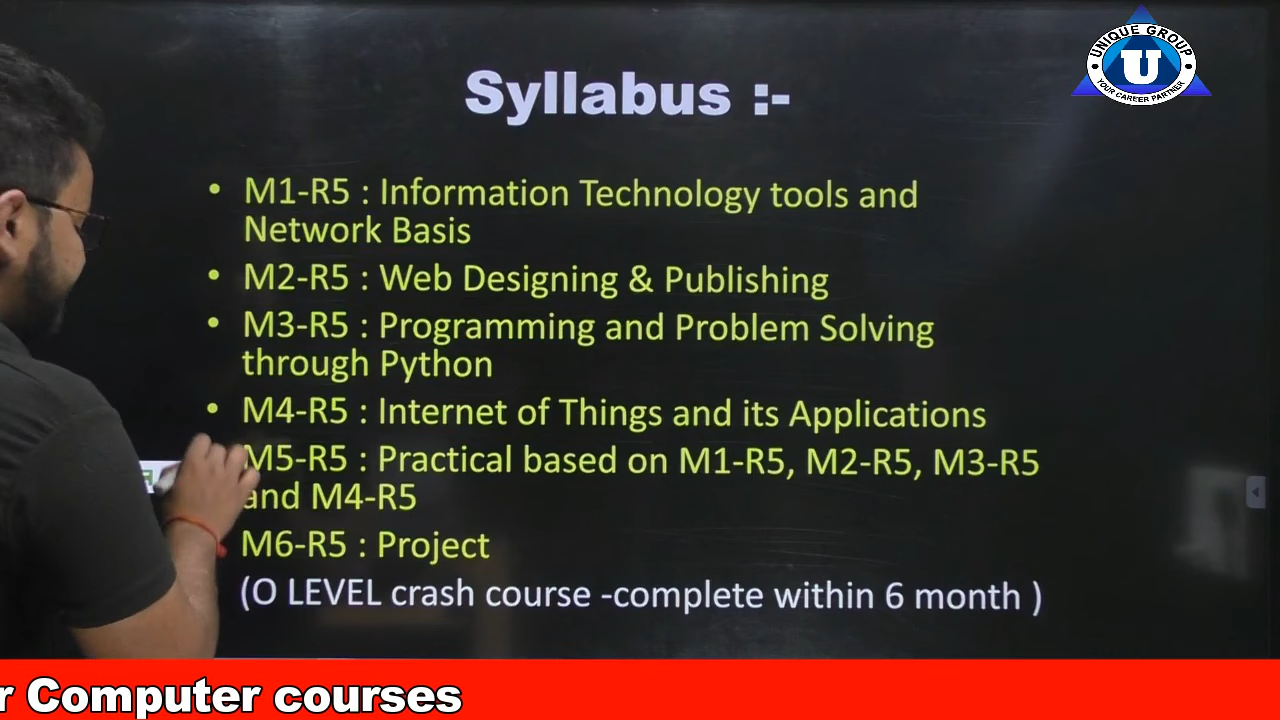 UNIQUE GROUP
U
YOUR CAREER PARTNER
Syllabus :-
• M1-R5 : Information Technology tools and
Network Basis
• M2-R5 : Web Designing & Publishing
• M3-R5 : Programming and Problem Solving
through Python
• M4-R5 : Internet of Things and its Applications
M5-R5 : Practical based on M1-R5, M2-R5, M3-R5
and M4-R5
M6-R5 : Project
(O LEVEL crash course -complete within 6 month )
r Computer courses